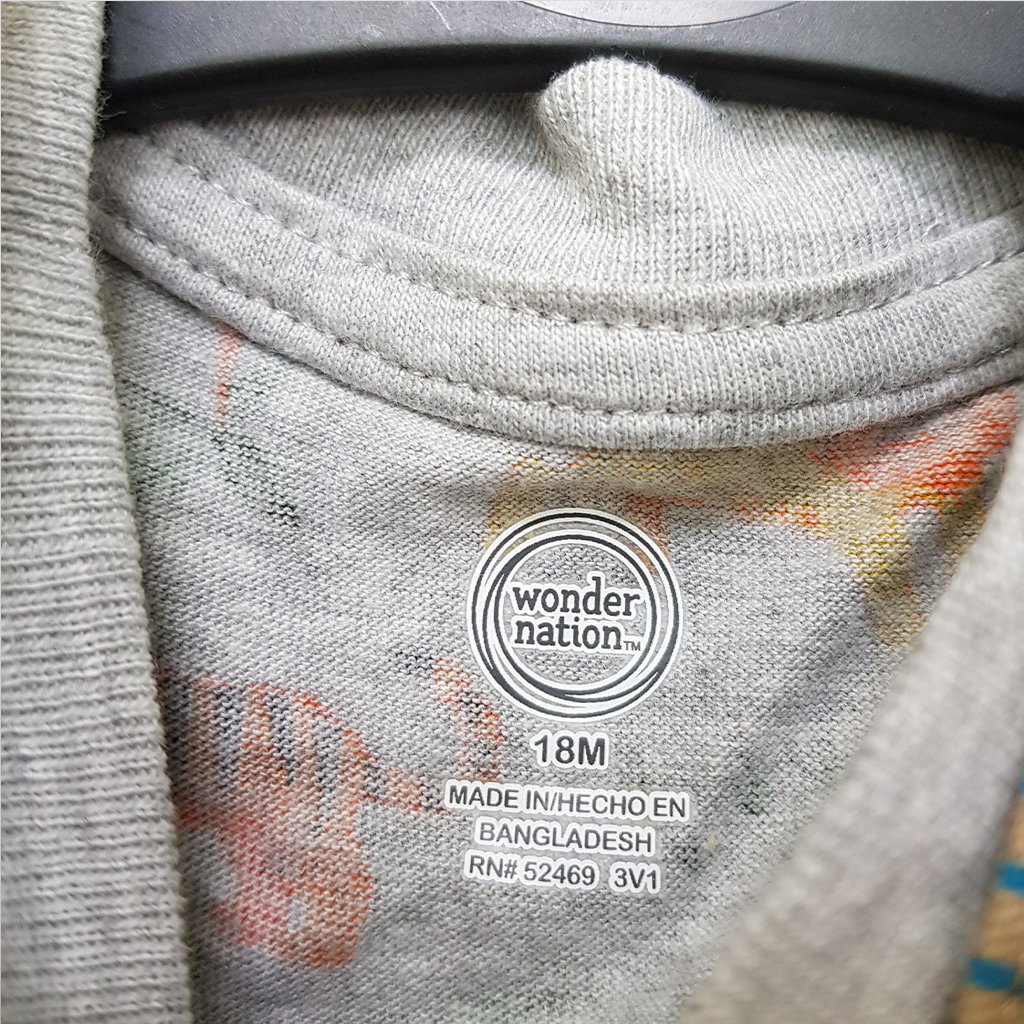 wonder
nation™
18M
MADE IN/HECHO EN
BANGLADESH
RN# 52469 3V1